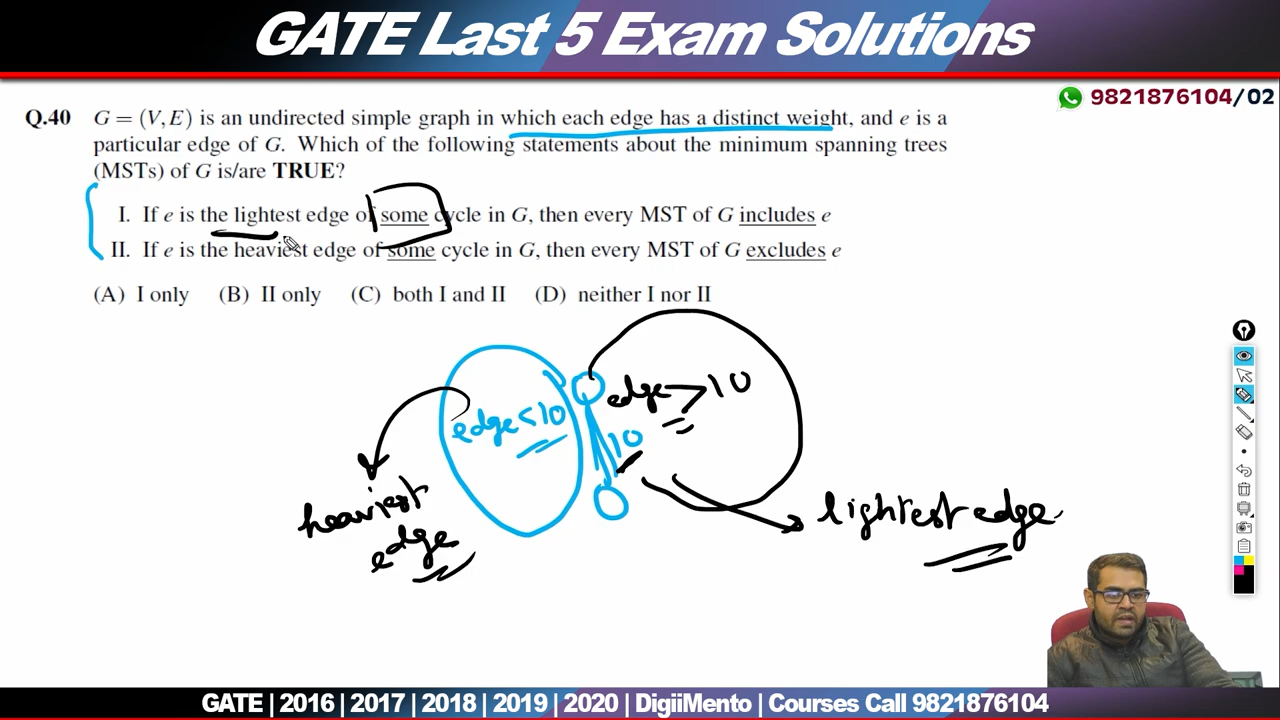 GATE Last 5 Exam Solutions
9821876104/02
Q.40 G = (V, E) is an undirected simple graph in which each edge has a distinct weight, and e is a
particular edge of G. Which of the following statements about the minimum spanning trees
(MSTs) of G is/are TRUE?
I. If e is the lightest edge of some cycle in G, then every MST of G includes e
II. If e is the heaviest edge of some cycle in G, then every MST of G excludes e
(A) I only (B) II only (C) both I and II (D) neither I nor II
edge > 10
edge < 10
10
heaviest
edge
lightest edge
GATE | 2016 | 2017 | 2018 | 2019 | 2020 | DigiiMento | Courses Call 9821876104